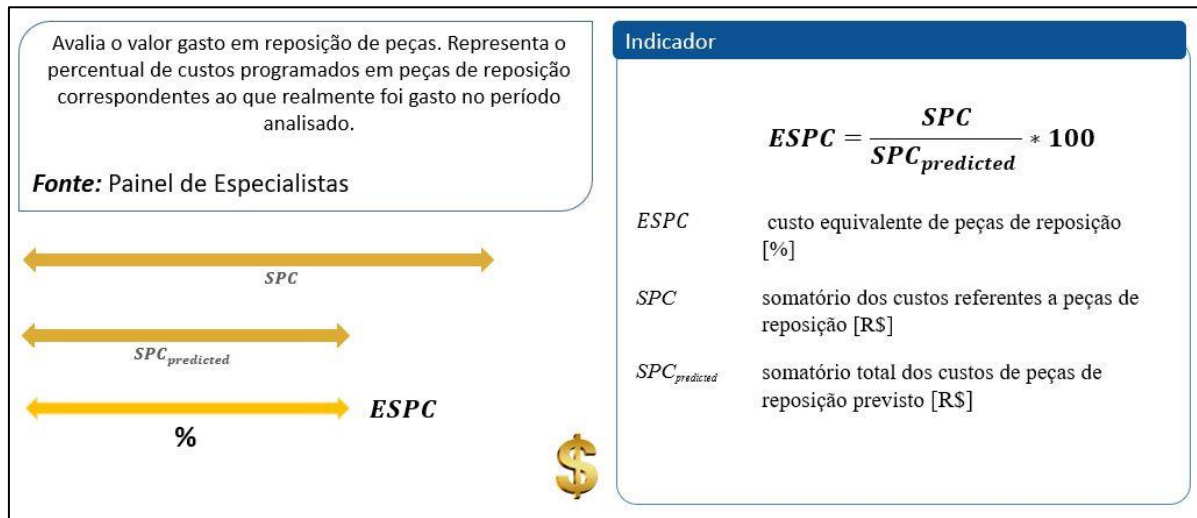 Avalia o valor gasto em reposição de peças. Representa o
percentual de custos programados em peças de reposição
correspondentes ao que realmente foi gasto no período
analisado.
Fonte: Painel de Especialistas
SPC
SPC_predicted
ESPC
%
$
Indicador
ESPC = SPC / SPC_predicted * 100
ESPC custo equivalente de peças de reposição
[%]
SPC somatório dos custos referentes a peças de
reposição [R$]
SPC_predicted somatório total dos custos de peças de
reposição previsto [R$]